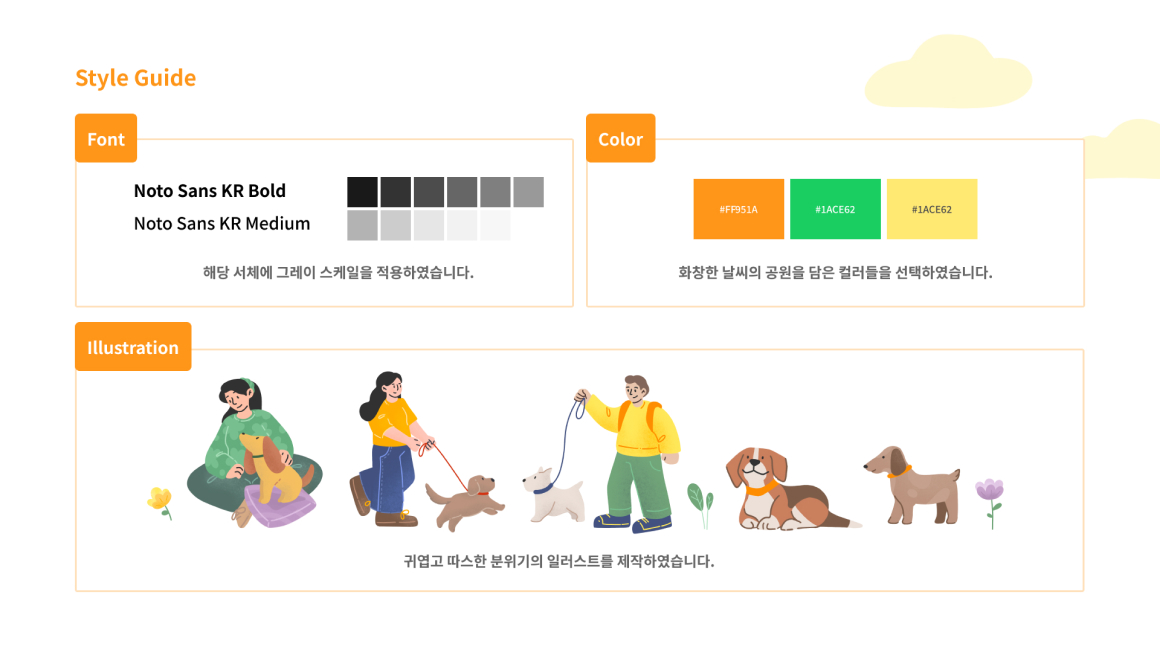 Style Guide
Font
Noto Sans KR Bold
Noto Sans KR Medium
해당 서체에 그레이 스케일을 적용하였습니다.
Color
#FF951A
#1ACE62
#1ACE62
화창한 날씨의 공원을 담은 컬러들을 선택하였습니다.
Illustration
귀엽고 따스한 분위기의 일러스트를 제작하였습니다.